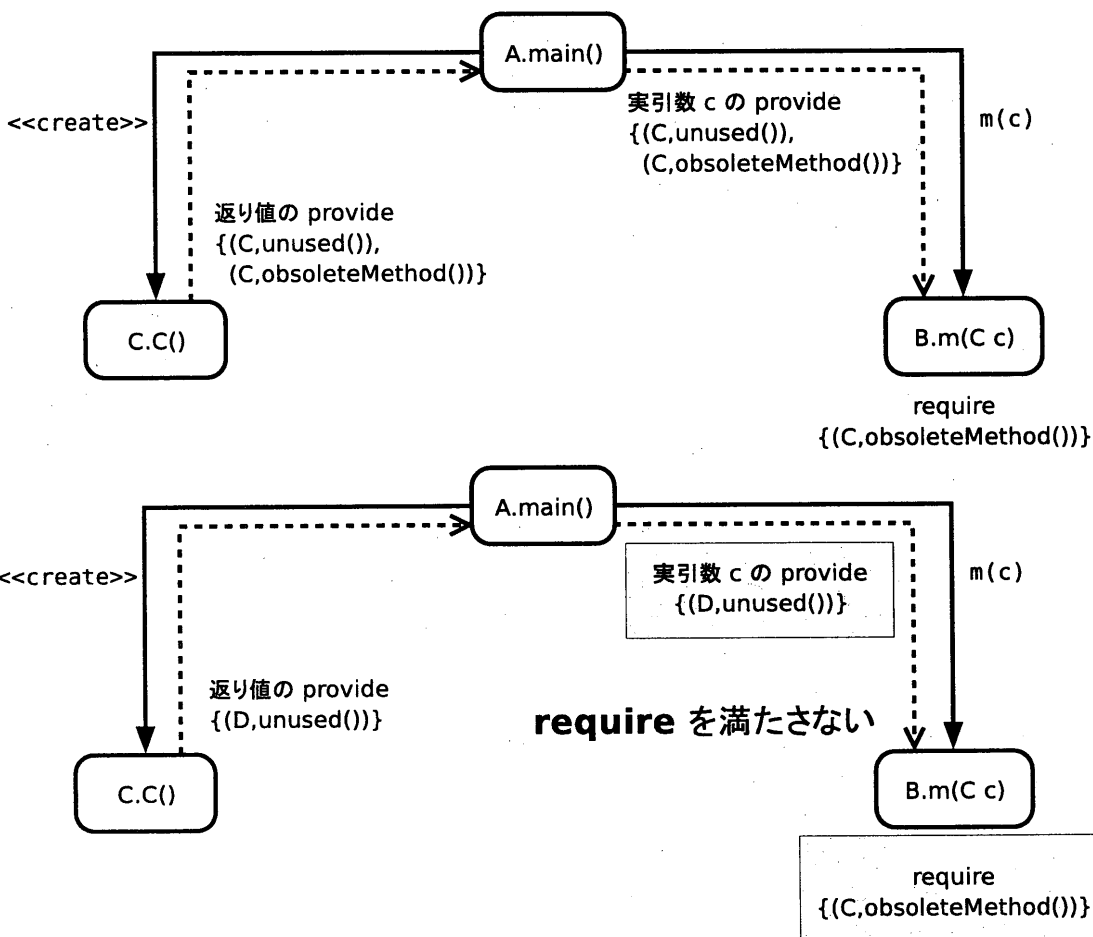 A.main()
<<create>>
実引数 c の provide
{(C,unused()),
(C,obsoleteMethod())}
m(c)
返り値の provide
{(C,unused()),
(C,obsoleteMethod())}
C.C()
B.m(C c)
require
{(C,obsoleteMethod())}
A.main()
<<create>>
実引数 c の provide
{(D,unused())}
m(c)
返り値の provide
{(D,unused())}
require を満たさない
C.C()
B.m(C c)
require
{(C,obsoleteMethod())}